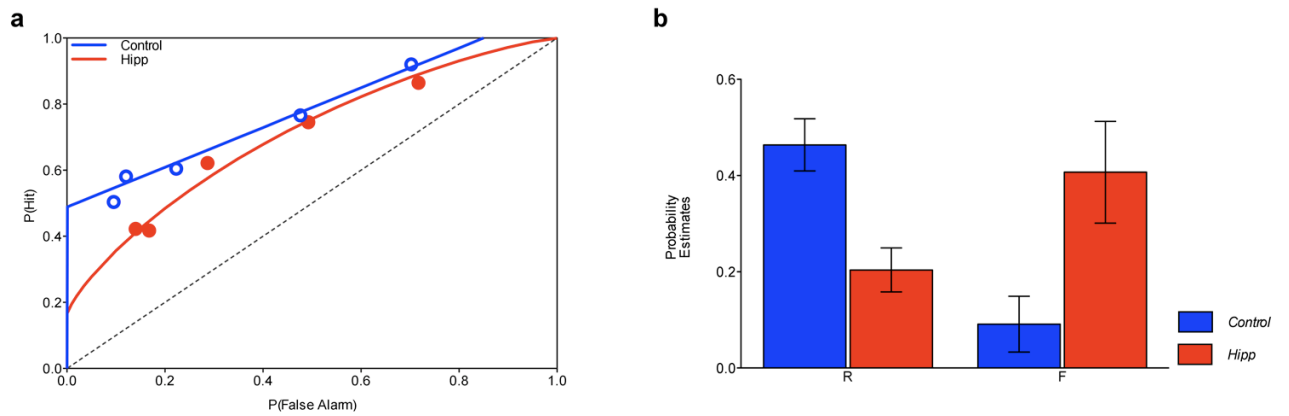 a
1.0
0.8
0.6
0.4
0.2
0.0
P(Hit)
Control
Hipp
0.0 0.2 0.4 0.6 0.8 1.0
P(False Alarm)
b
0.6
0.4
0.2
0.0
Probability
Estimates
R F
Control
Hipp